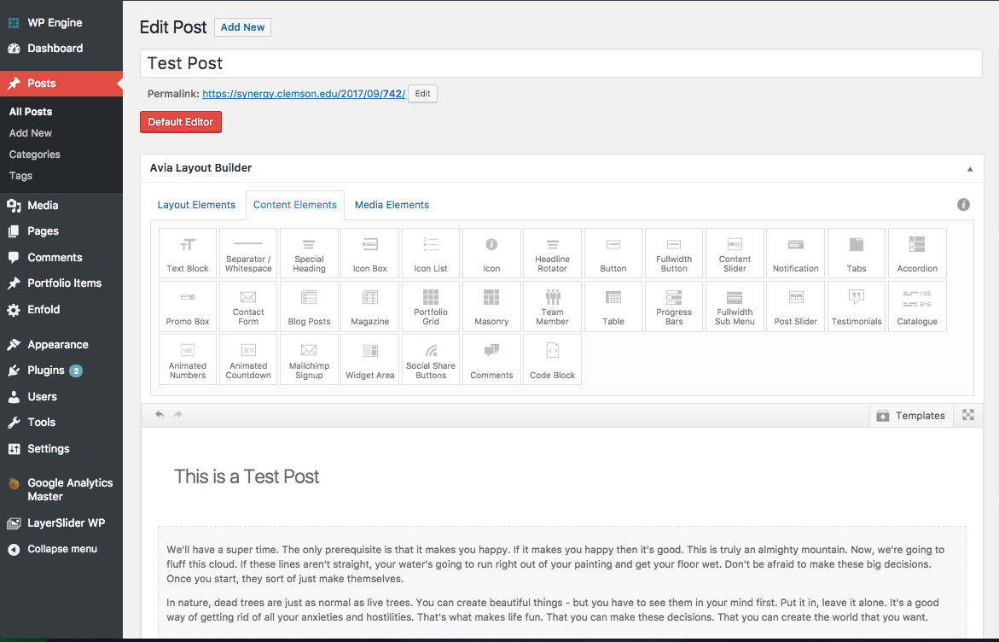 WP Engine
Dashboard
Posts
All Posts
Add New
Categories
Tags
Media
Pages
Comments
Portfolio Items
Enfold
Appearance
Plugins 2
Users
Tools
Settings
Google Analytics
Master
LayerSlider WP
Collapse menu
Edit Post Add New
Test Post
Permalink: https://synergy.clemson.edu/2017/09/742/ Edit
Default Editor
Avia Layout Builder
Layout Elements Content Elements Media Elements
Text Block
Separator /
Whitespace
Special
Heading
Icon Box
Icon List
Icon
Headline
Rotator
Button
Fullwidth
Button
Content
Slider
Notification
Tabs
Accordion
Promo Box
Contact
Form
Blog Posts
Magazine
Portfolio
Grid
Masonry
Team
Member
Table
Progress
Bars
Fullwidth
Sub Menu
Post Slider
Testimonials
139
219
Catalogue
42
Animated
Numbers
3:11
Animated
Countdown
Mailchimp
Signup
Widget Area
Social Share
Buttons
Comments
Code Block
Templates
This is a Test Post
We'll have a super time. The only prerequisite is that it makes you happy. If it makes you happy then it's good. This is truly an almighty mountain. Now, we're going to
fluff this cloud. If these lines aren't straight, your water's going to run right out of your painting and get your floor wet. Don't be afraid to make these big decisions.
Once you start, they sort of just make themselves.
In nature, dead trees are just as normal as live trees. You can create beautiful things - but you have to see them in your mind first. Put it in, leave it alone. It's a good
way of getting rid of all your anxieties and hostilities. That's what makes life fun. That you can make these decisions. That you can create the world that you want.